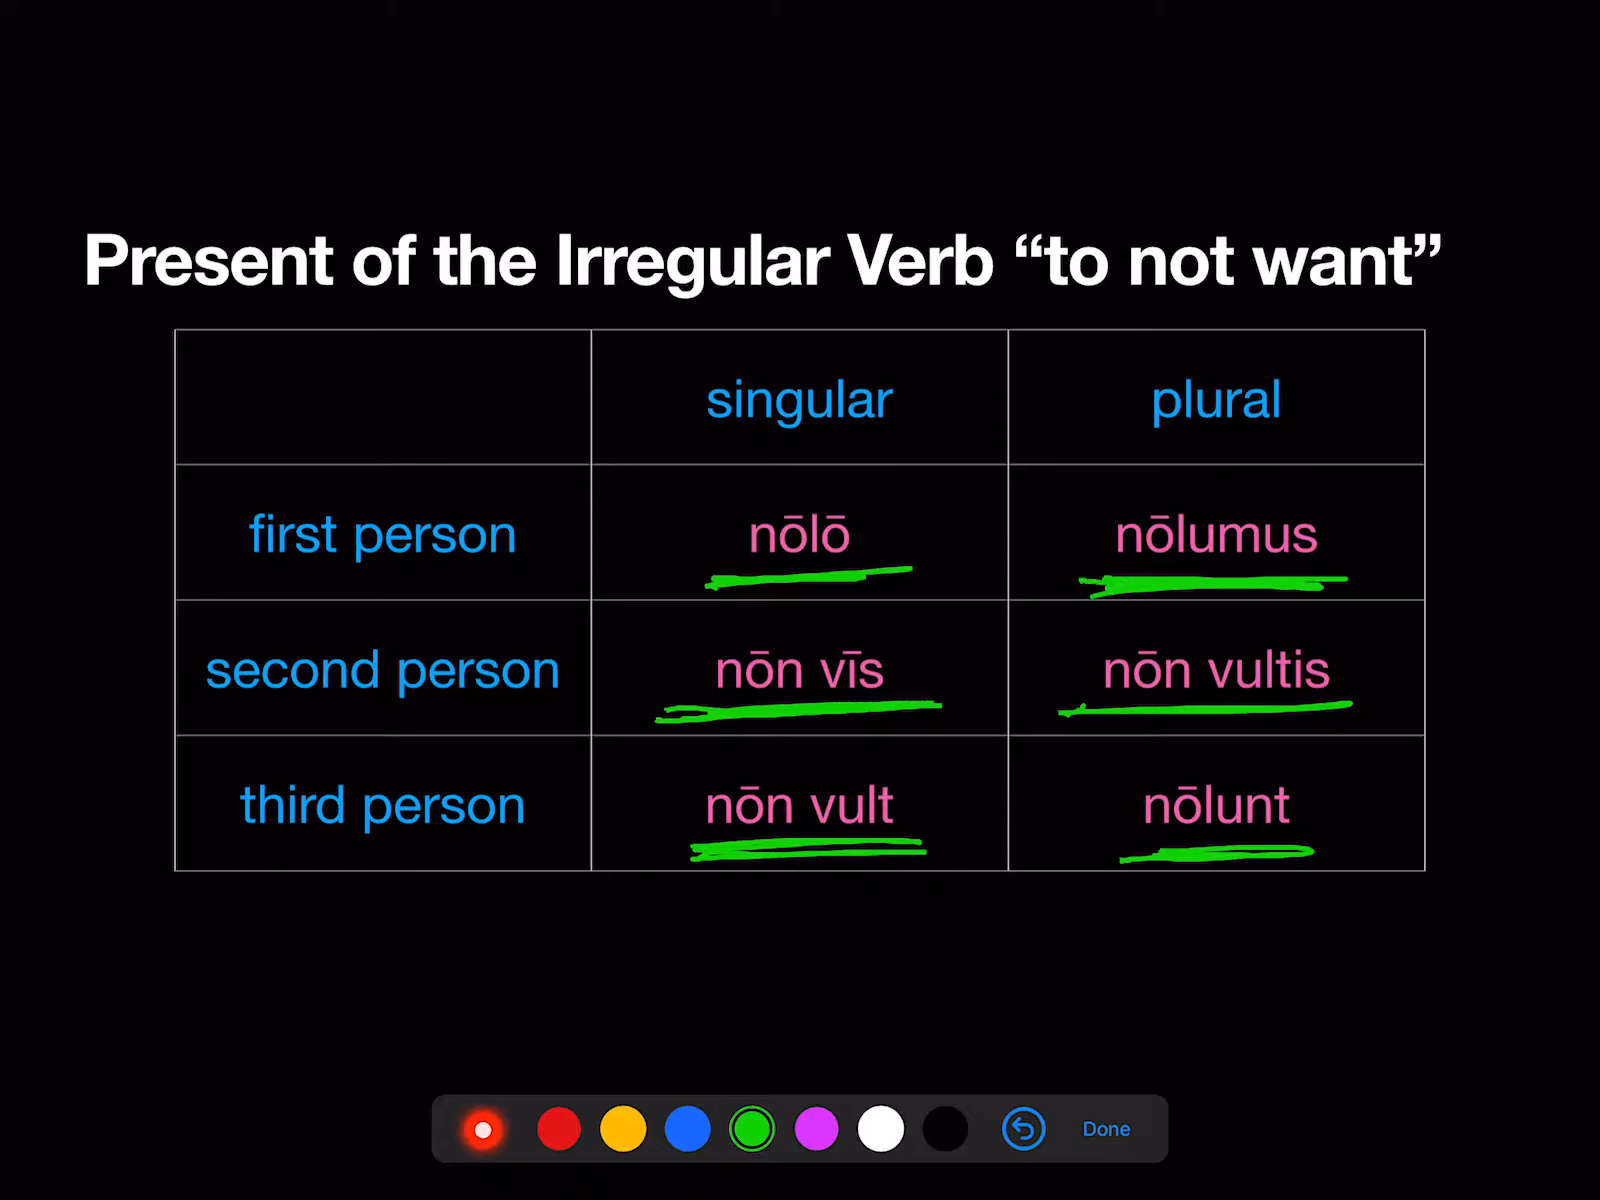 Present of the Irregular Verb “to not want”
singular plural
first person nōlō nōlumus
second person nōn vīs nōn vultis
third person nōn vult nōlunt
Done